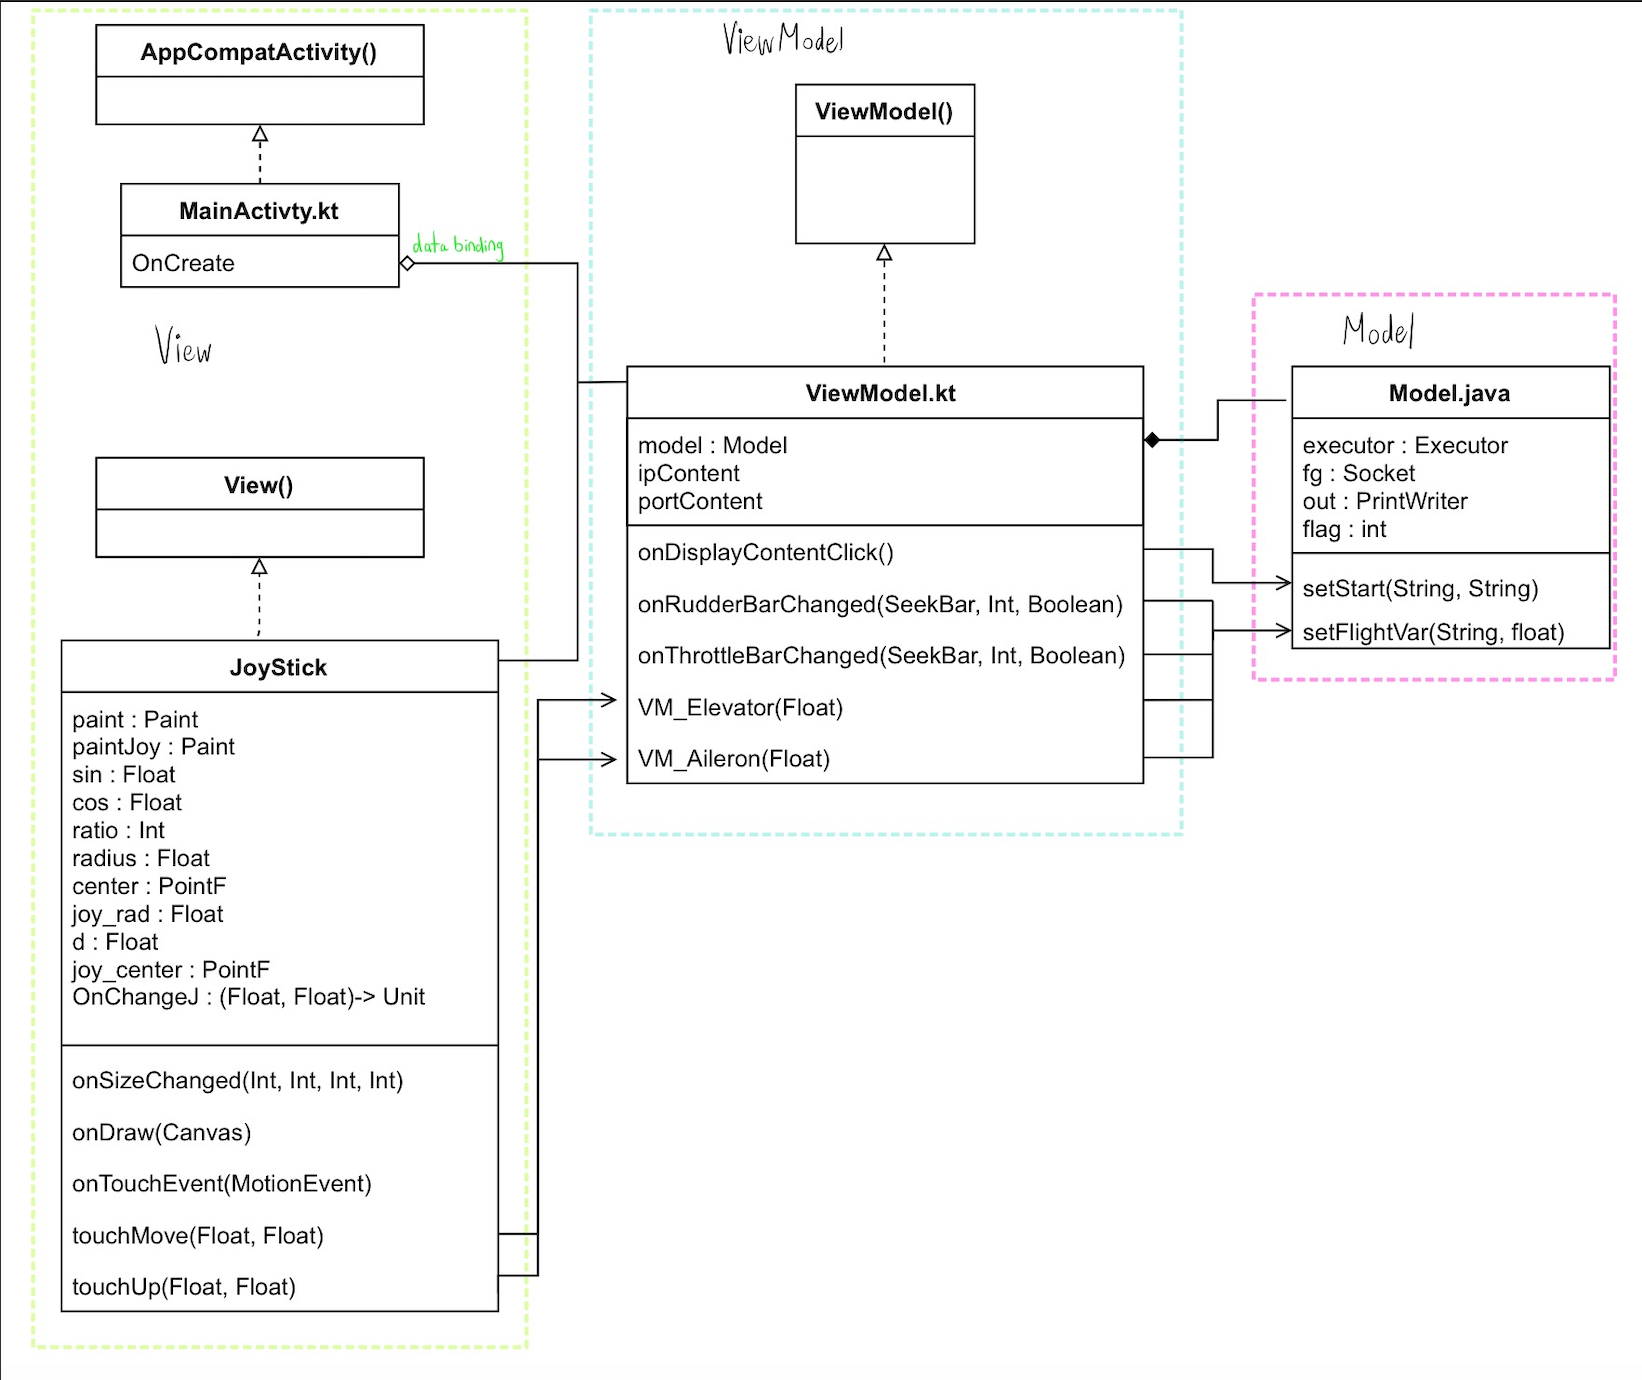 AppCompatActivity()
MainActivty.kt
OnCreate
data binding
View
View()
JoyStick
paint : Paint
paintJoy : Paint
sin : Float
cos : Float
ratio : Int
radius : Float
center : PointF
joy_rad : Float
d : Float
joy_center : PointF
OnChangeJ : (Float, Float)-> Unit
onSizeChanged(Int, Int, Int, Int)
onDraw(Canvas)
onTouchEvent(MotionEvent)
touchMove(Float, Float)
touchUp(Float, Float)
ViewModel
ViewModel()
ViewModel.kt
model : Model
ipContent
portContent
onDisplayContentClick()
onRudderBarChanged(SeekBar, Int, Boolean)
onThrottleBarChanged(SeekBar, Int, Boolean)
VM_Elevator(Float)
VM_Aileron(Float)
Model
Model.java
executor : Executor
fg : Socket
out : PrintWriter
flag : int
setStart(String, String)
setFlightVar(String, float)